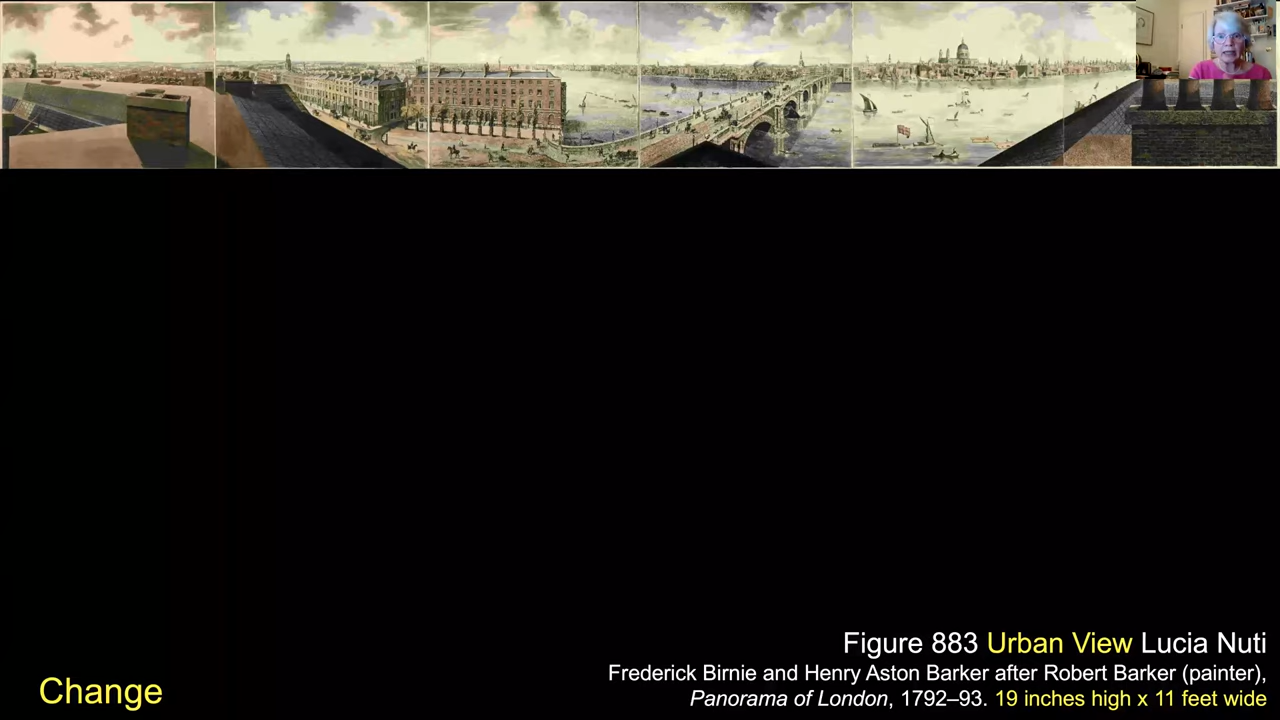 Figure 883 Urban View Lucia Nuti
Frederick Birnie and Henry Aston Barker after Robert Barker (painter),
Panorama of London, 1792–93. 19 inches high x 11 feet wide
Change